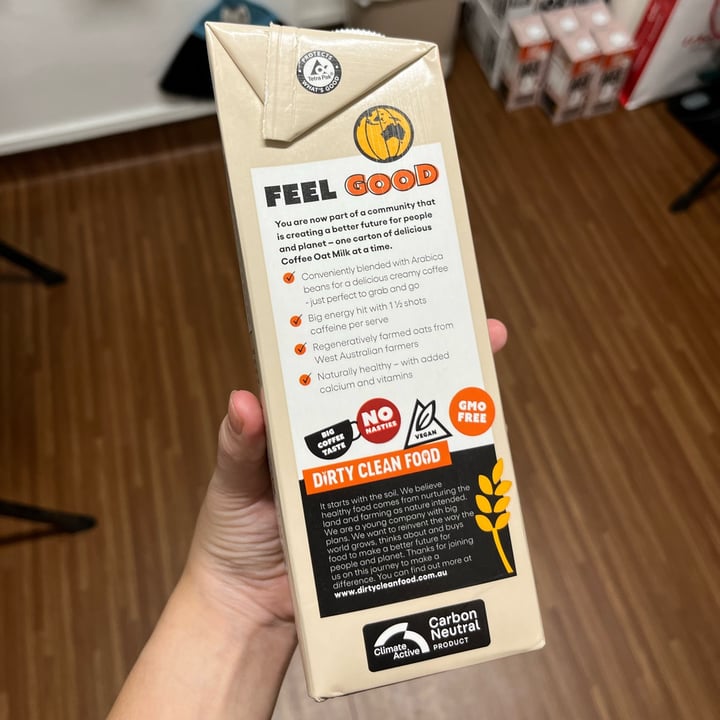 PROTECTS
Tetra Pak
WHAT'S GOOD
FEEL GOOD
You are now part of a community that
is creating a better future for people
and planet – one carton of delicious
Coffee Oat Milk at a time.
Conveniently blended with Arabica
beans for a delicious creamy coffee
- just perfect to grab and go
Big energy hit with 1 ½ shots
caffeine per serve
Regeneratively farmed oats from
West Australian farmers
Naturally healthy – with added
calcium and vitamins
BIG
COFFEE
TASTE
NO
NASTIES
VEGAN
GMO
FREE
DIRTY CLEAN FOOD
It starts with the soil. We believe
healthy food comes from nurturing the
land and farming as nature intended.
We are a young company with big
plans. We want to reinvent the way the
world grows, thinks about and buys
food to make a better future for
people and planet. Thanks for joining
us on this journey to make a
difference. You can find out more at
www.dirtycleanfood.com.au
Climate
Active
Carbon
Neutral
PRODUCT